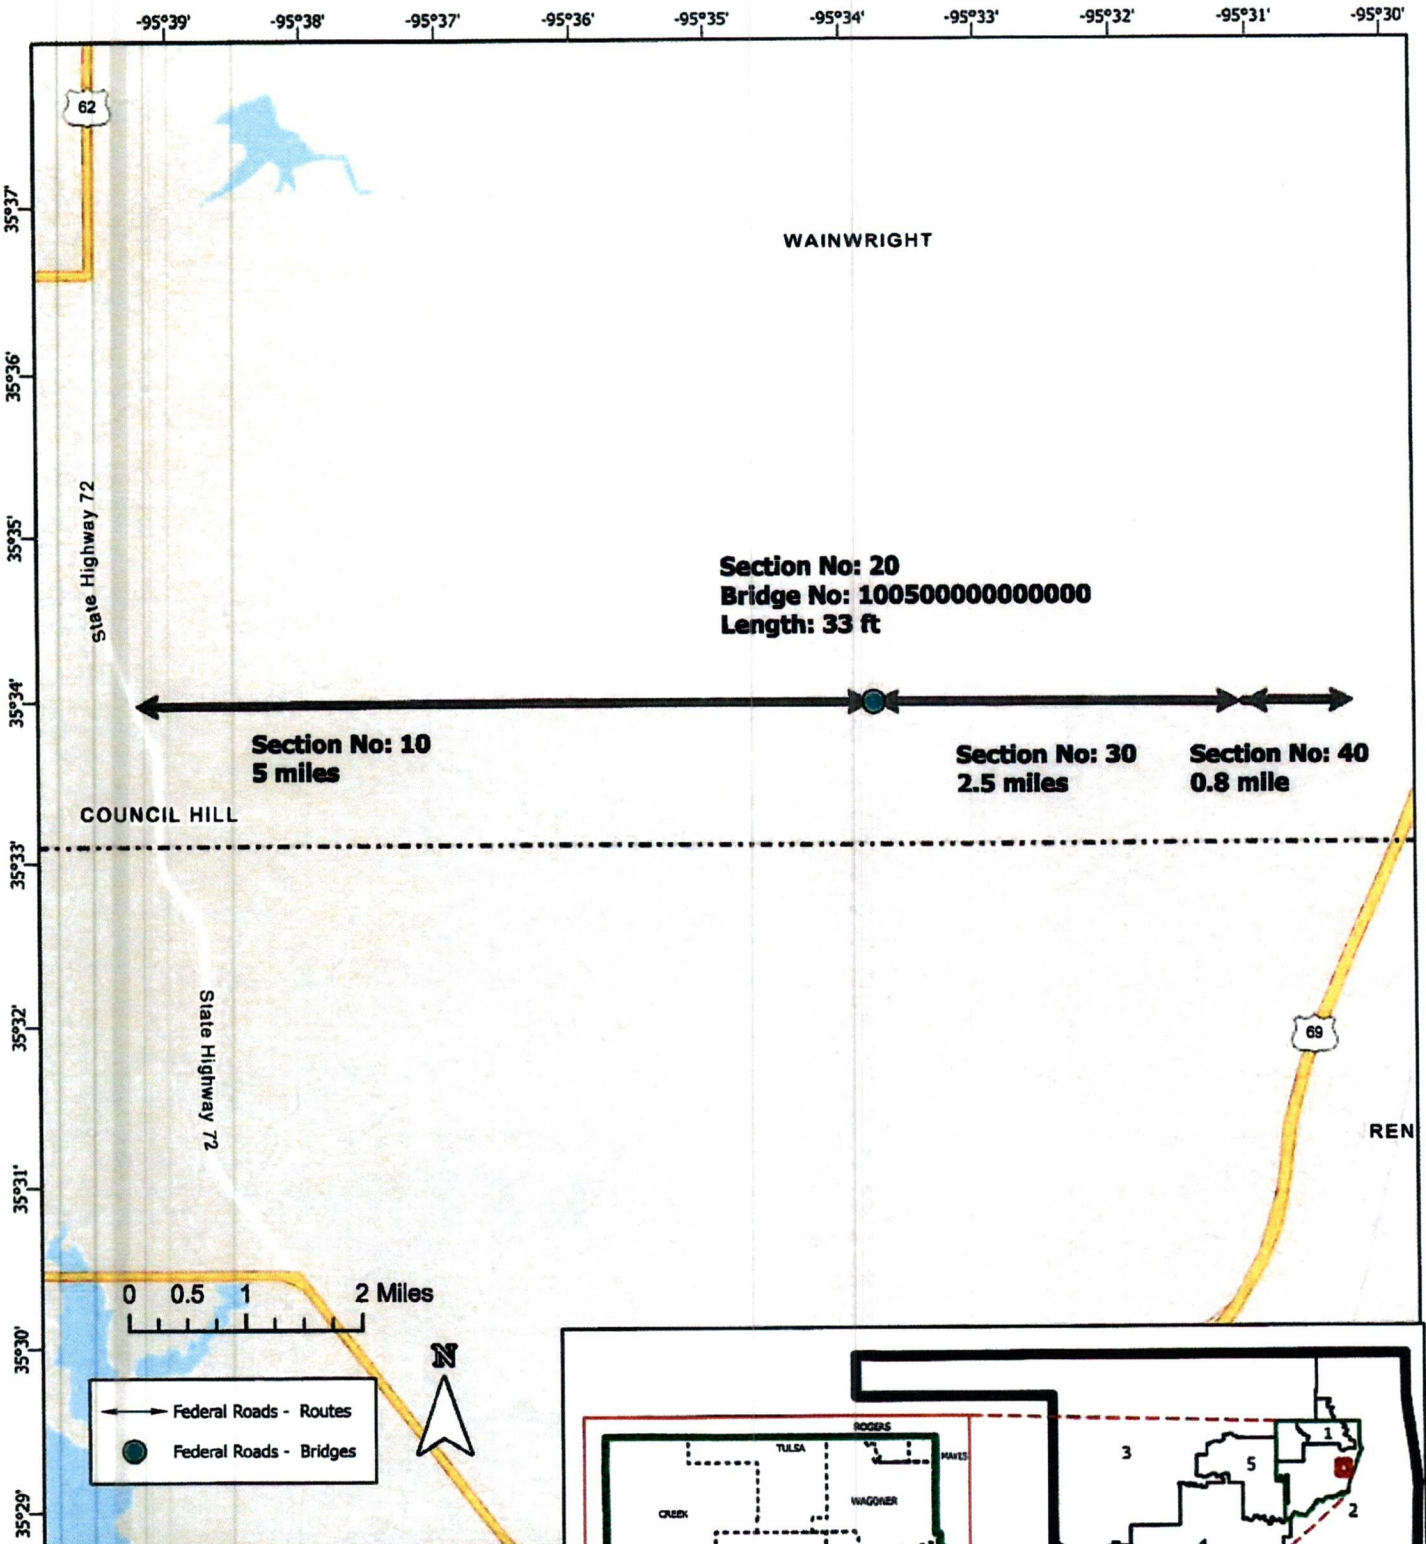 -95°39' -95°38' -95°37' -95°36' -95°35' -95°34' -95°33' -95°32' -95°31' -95°30'
62
35°37'
WAINWRIGHT
35°36'
State Highway 72
35°35'
Section No: 20
Bridge No: 100500000000000
Length: 33 ft
35°34'
Section No: 10
5 miles
Section No: 30
2.5 miles
Section No: 40
0.8 mile
COUNCIL HILL
35°33'
State Highway 72
35°32'
69
REN
35°31'
0 0.5 1 2 Miles
35°30'
N
Federal Roads - Routes
Federal Roads - Bridges
35°29'
ROGERS
TULSA
MAYES
CREEK
WAGONER
3
5
1
2